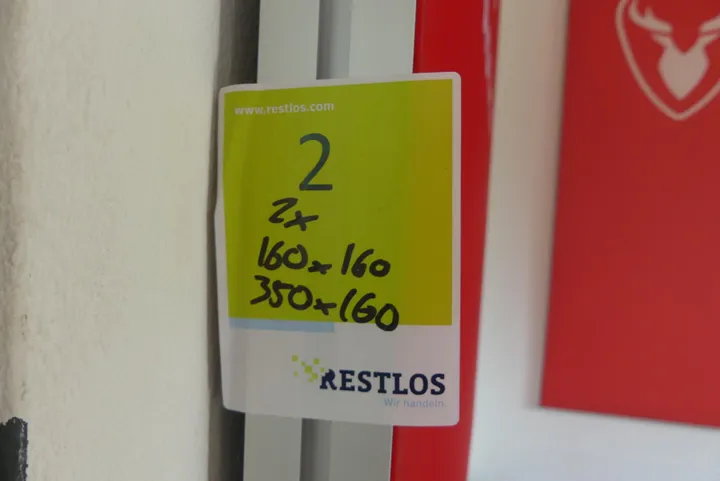 www.restlos.com
2
2x
160x160
350x160
RESTLOS
Wir handeln.